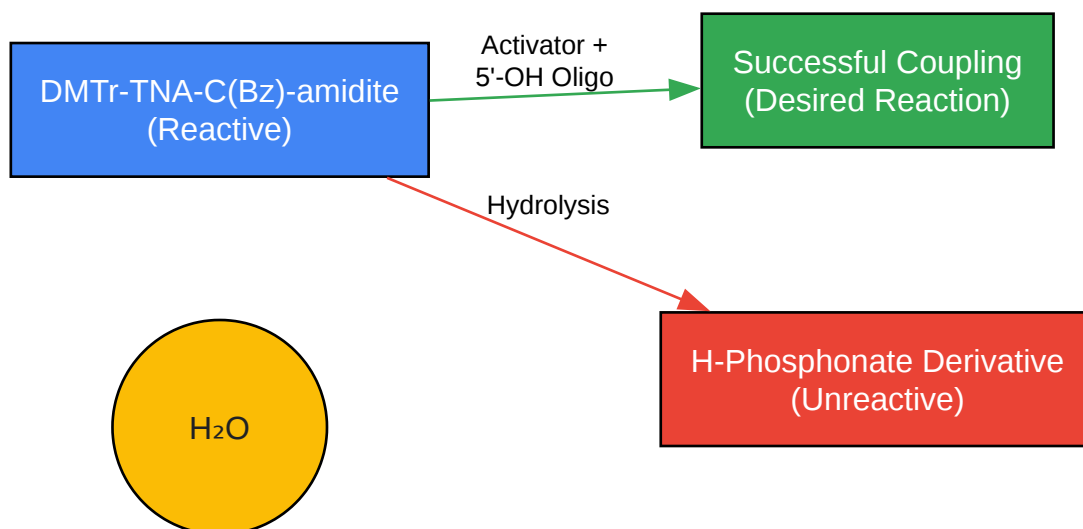 DMTr-TNA-C(Bz)-amidite
(Reactive)
Activator +
5'-OH Oligo
Successful Coupling
(Desired Reaction)
Hydrolysis
H-Phosphonate Derivative
(Unreactive)
H₂O